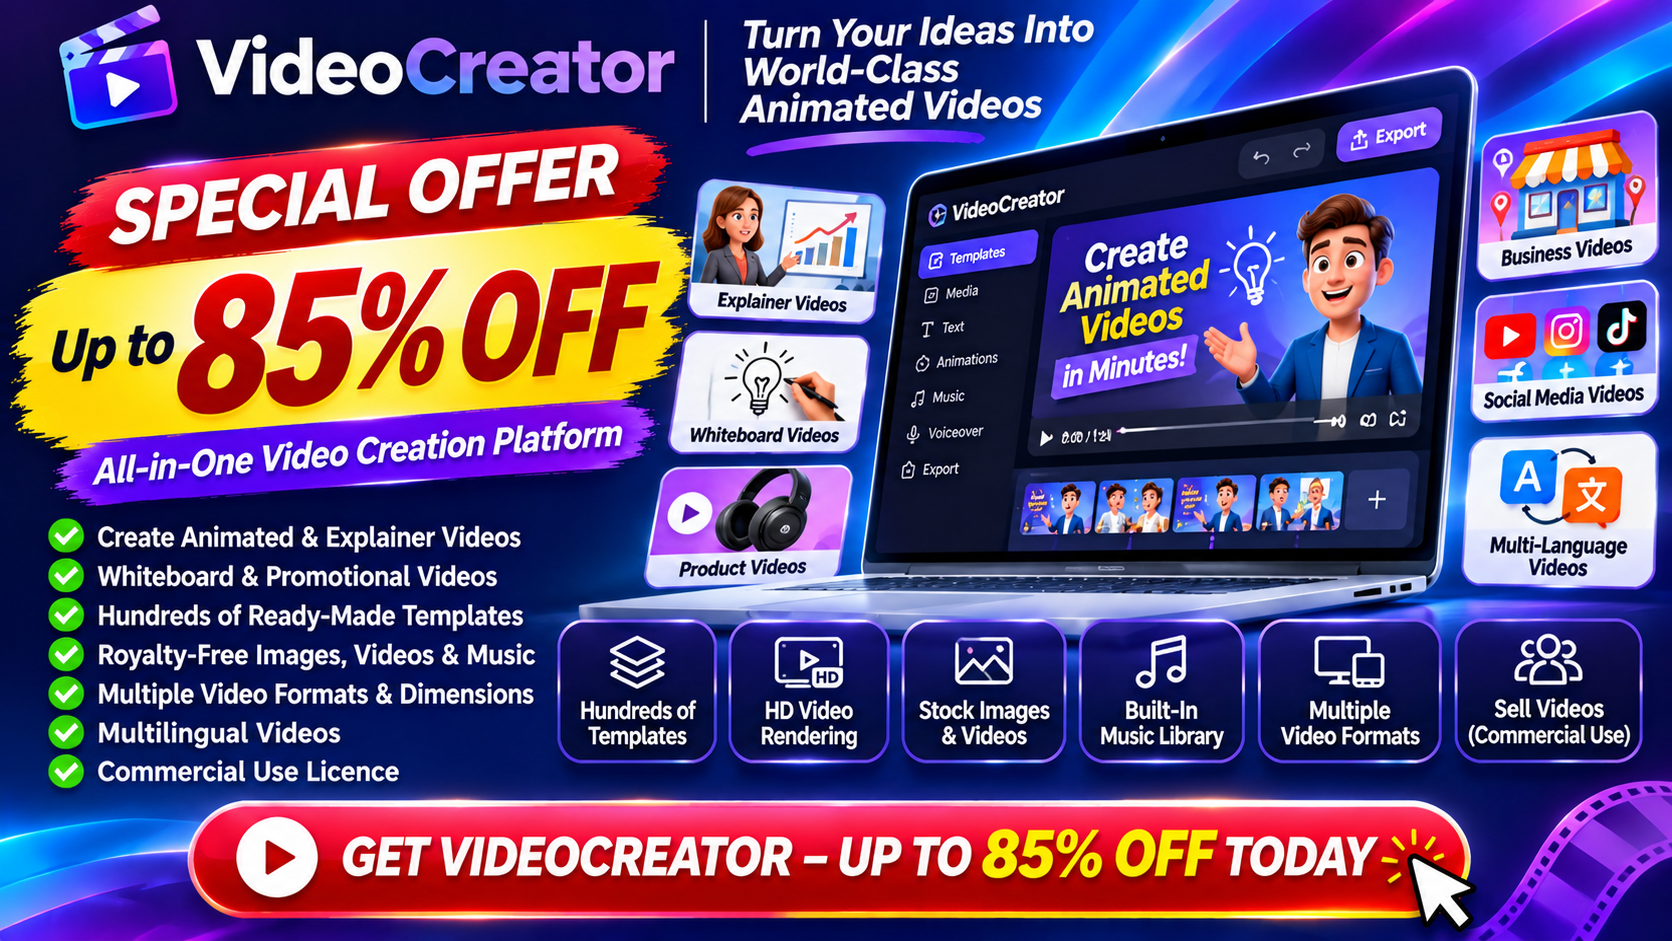 VideoCreator
Turn Your Ideas Into
World-Class
Animated Videos
SPECIAL OFFER
Up to 85% OFF
All-in-One Video Creation Platform
Create Animated & Explainer Videos
Whiteboard & Promotional Videos
Hundreds of Ready-Made Templates
Royalty-Free Images, Videos & Music
Multiple Video Formats & Dimensions
Multilingual Videos
Commercial Use Licence
Explainer Videos
Whiteboard Videos
Product Videos
VideoCreator
Export
Templates
Media
Text
Animations
Music
Voiceover
Export
Create
Animated
Videos
in Minutes!
Business Videos
Social Media Videos
A
文
Multi-Language
Videos
Hundreds of
Templates
HD
HD Video
Rendering
Stock Images
& Videos
Built-In
Music Library
Multiple
Video Formats
Sell Videos
(Commercial Use)
GET VIDEOCREATOR – UP TO 85% OFF TODAY